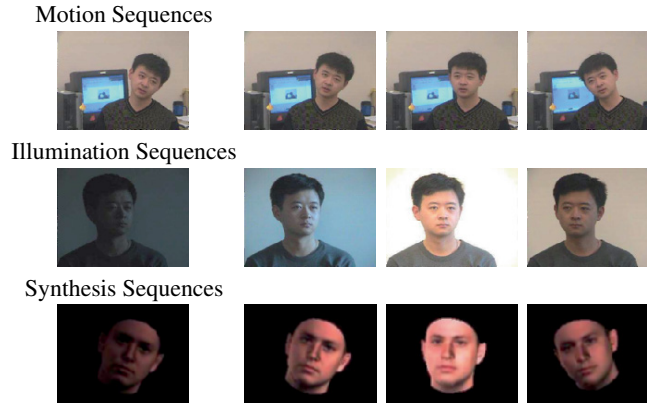 Motion Sequences
Illumination Sequences
Synthesis Sequences